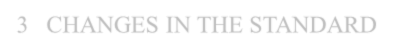 3 CHANGES IN THE STANDARD